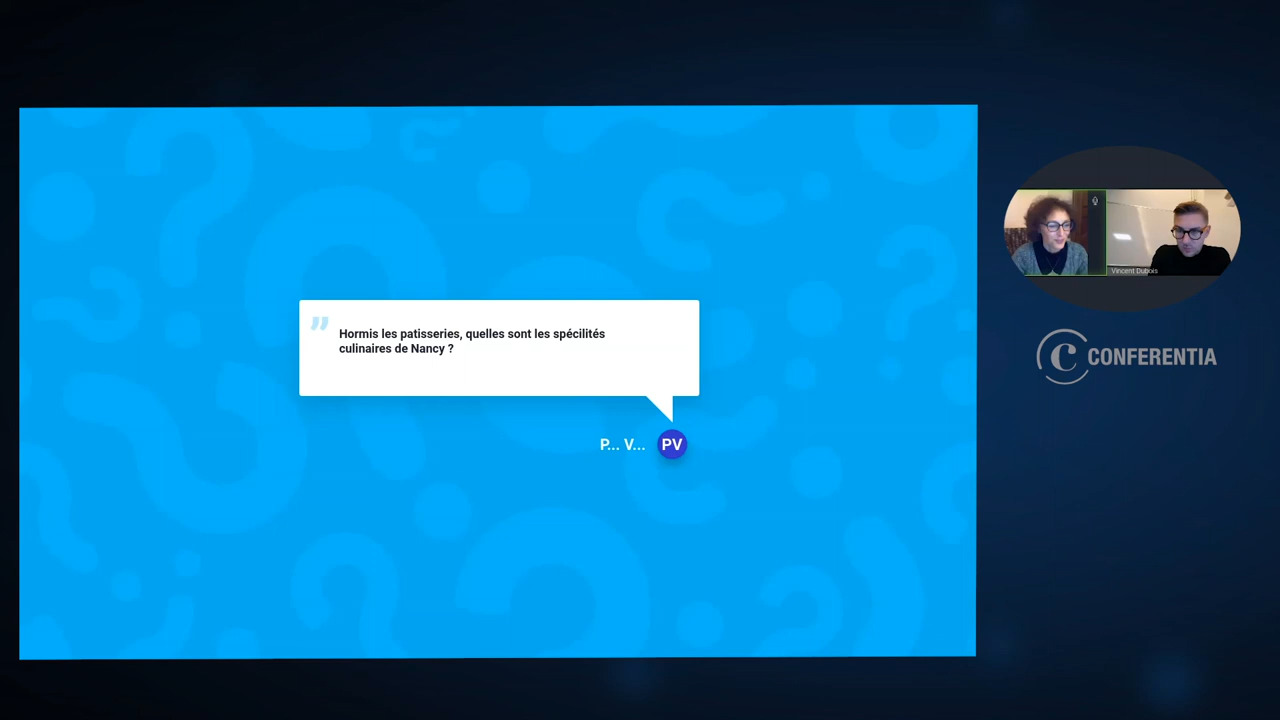 Hormis les patisseries, quelles sont les spécilités
culinaires de Nancy ?
P... V... PV
Vincent Dubois
C CONFERENTIA